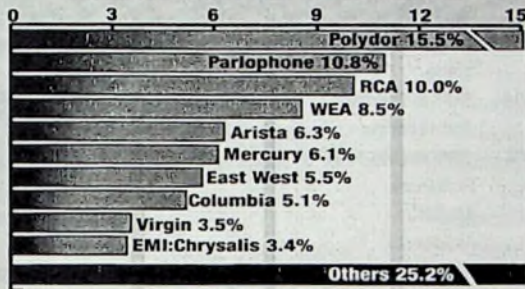 0 3 6 9 12 15
Polydor 15.5%
Parlophone 10.8%
RCA 10.0%
WEA 8.5%
Arista 6.3%
Mercury 6.1%
East West 5.5%
Columbia 5.1%
Virgin 3.5%
EMI:Chrysalis 3.4%
Others 25.2%